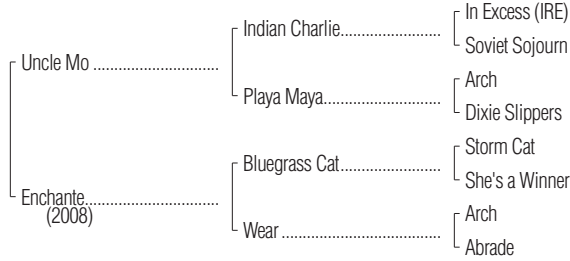 In Excess (IRE)
Indian Charlie..............................
Soviet Sojourn
Uncle Mo .....................................
Arch
Playa Maya...................................
Dixie Slippers
Storm Cat
Bluegrass Cat..............................
She's a Winner
Enchante.......................................
(2008)
Arch
Wear ...............................................
Abrade